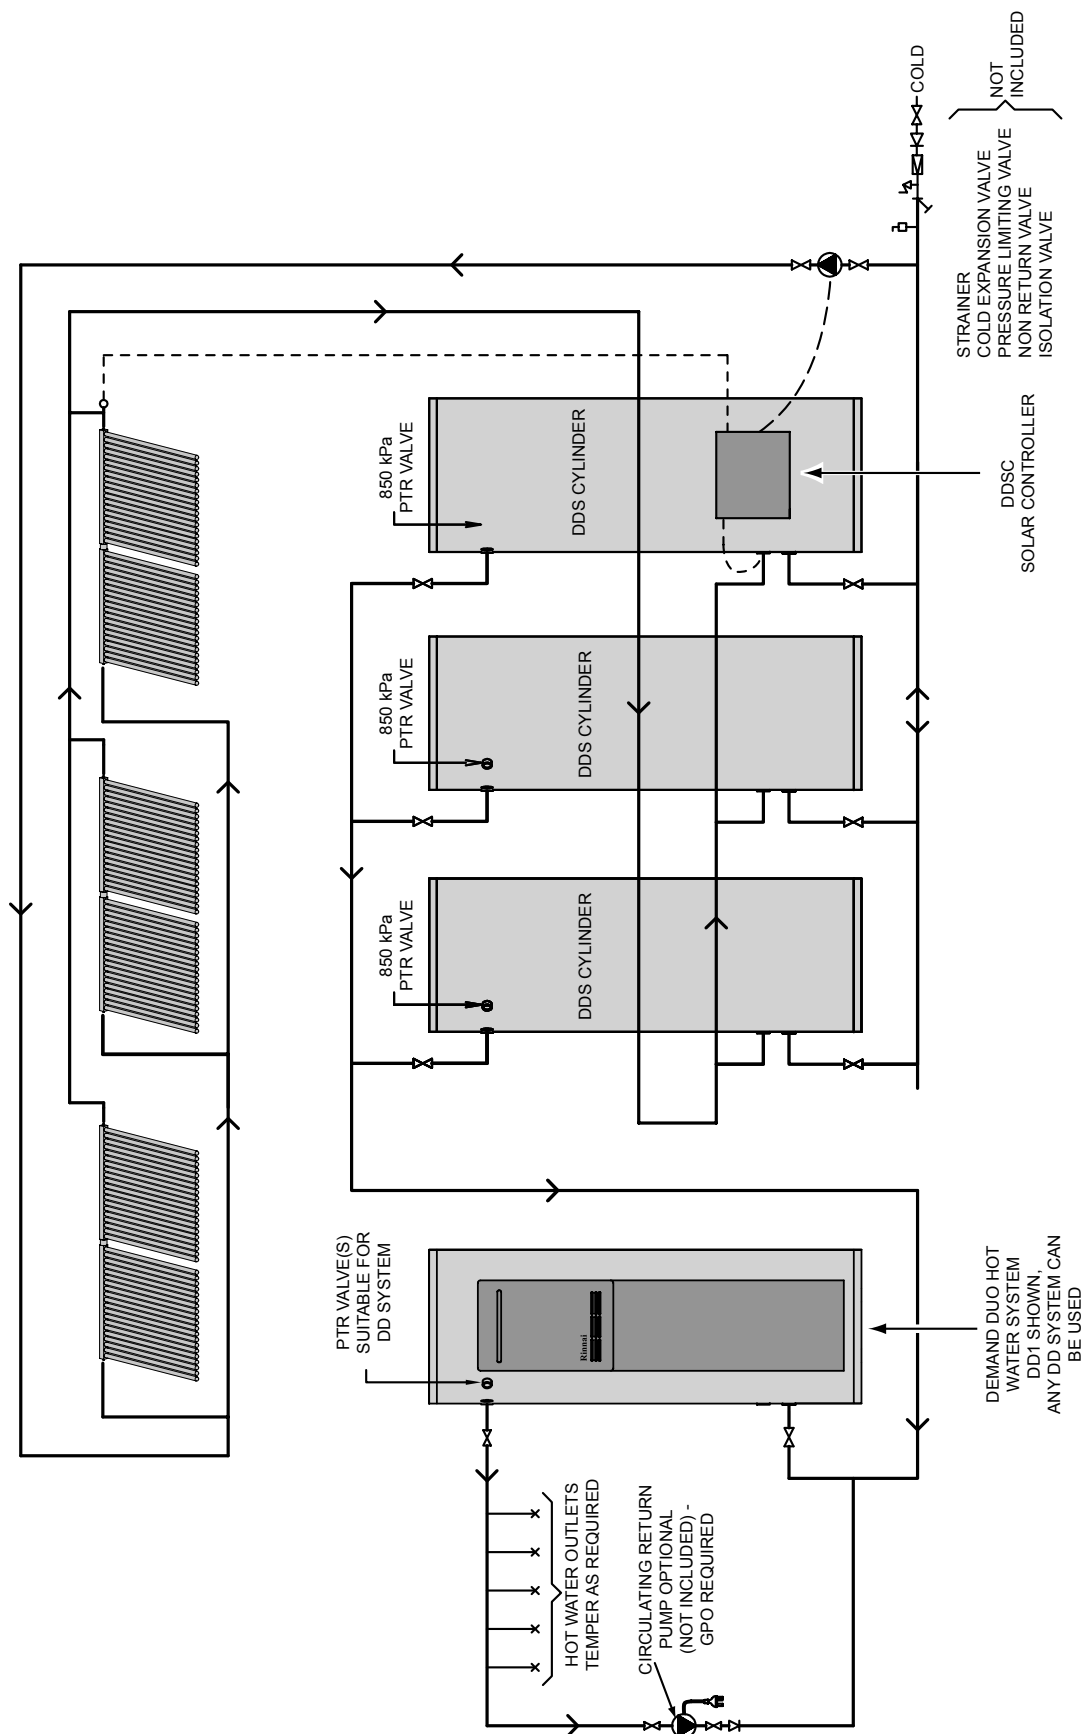 PTR VALVE(S)
SUITABLE FOR
DD SYSTEM
850 kPa
PTR VALVE
850 kPa
PTR VALVE
850 kPa
PTR VALVE
Rinnai
DDS CYLINDER
DDS CYLINDER
DDS CYLINDER
HOT WATER OUTLETS
TEMPER AS REQUIRED
CIRCULATING RETURN
PUMP OPTIONAL
(NOT INCLUDED) -
GPO REQUIRED
COLD
DEMAND DUO HOT
WATER SYSTEM
DD1 SHOWN,
ANY DD SYSTEM CAN
BE USED
DDSC
SOLAR CONTROLLER
STRAINER
COLD EXPANSION VALVE
PRESSURE LIMITING VALVE
NON RETURN VALVE
ISOLATION VALVE
NOT
INCLUDED